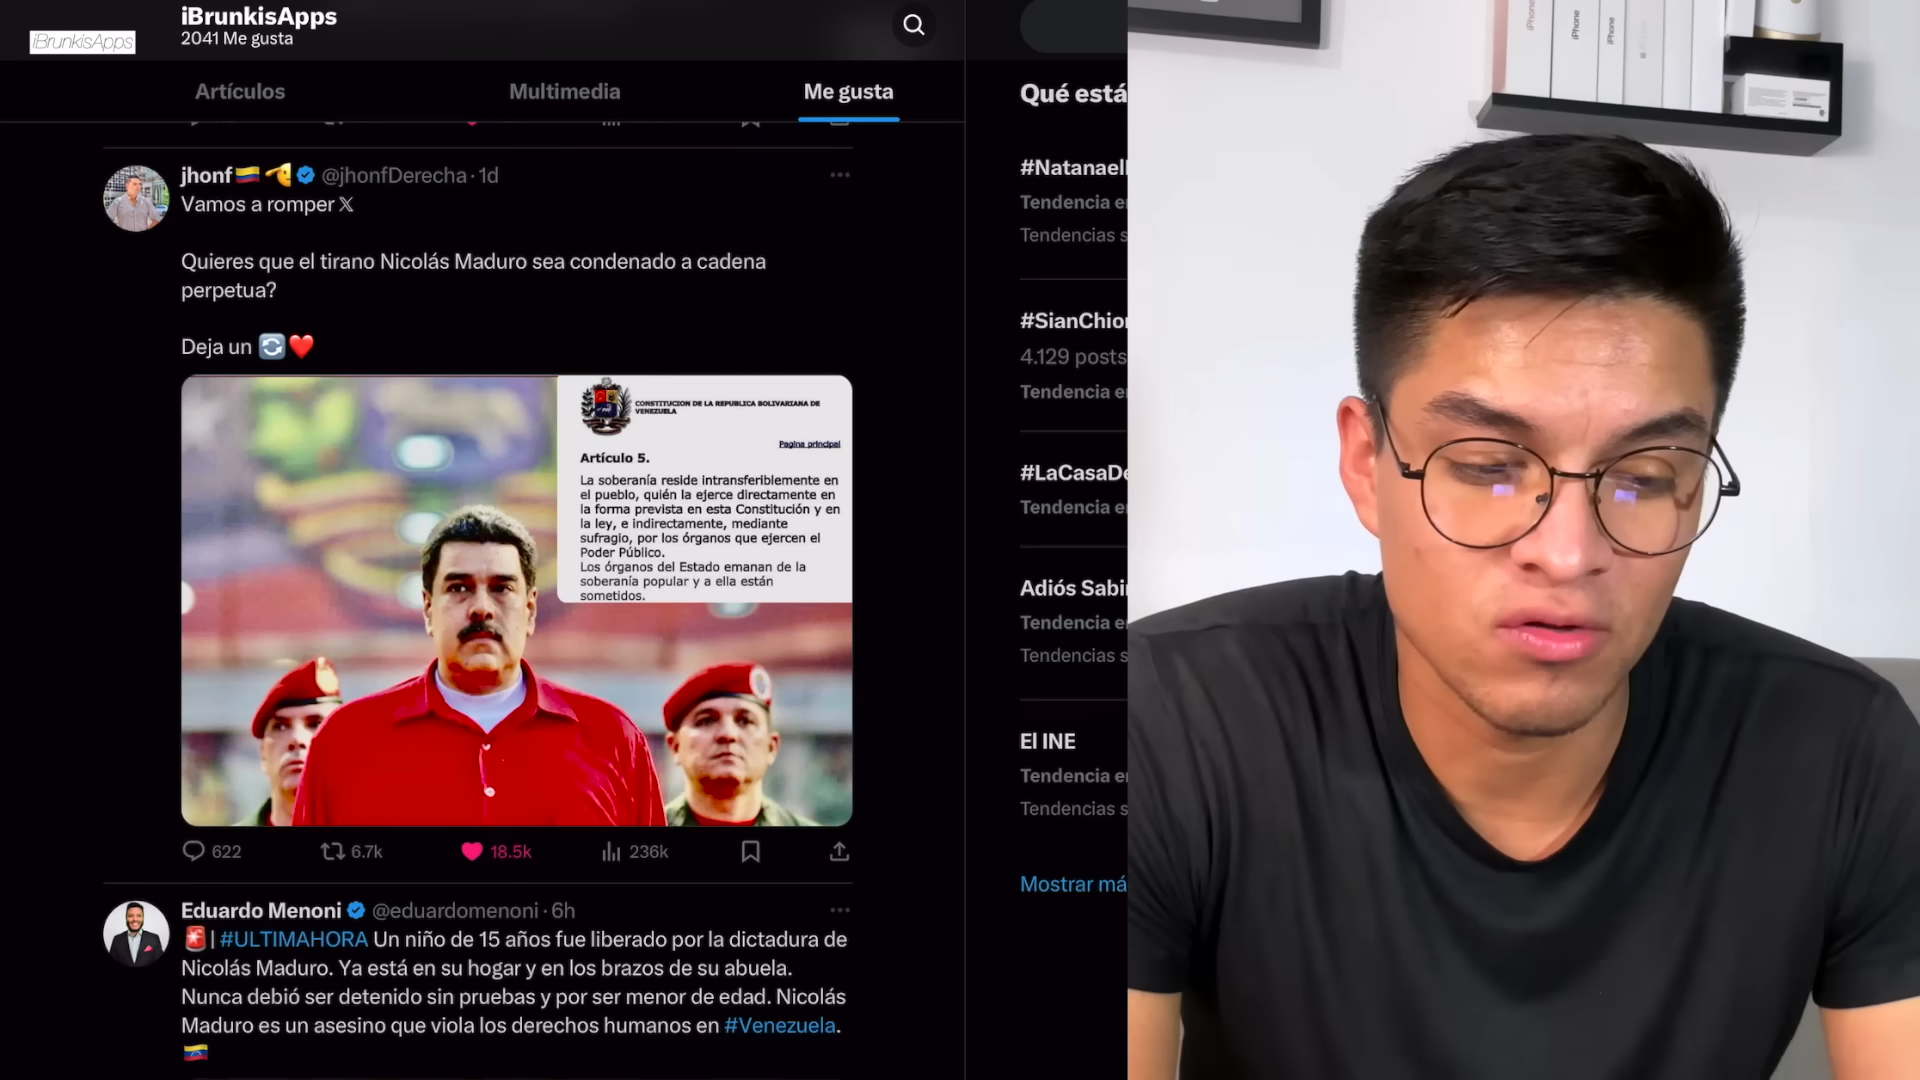 iBrunkisApps
iBrunkisApps
2041 Me gusta
Artículos
Multimedia
Me gusta
jhonf @jhonfDerecha · 1d
Vamos a romper 𝕏
Quieres que el tirano Nicolás Maduro sea condenado a cadena
perpetua?
Deja un
CONSTITUCION DE LA REPUBLICA BOLIVARIANA DE
VENEZUELA
Pagina principal
Artículo 5.
La soberanía reside intransferiblemente en
el pueblo, quién la ejerce directamente en
la forma prevista en esta Constitución y en
la ley, e indirectamente, mediante
sufragio, por los órganos que ejercen el
Poder Público.
Los órganos del Estado emanan de la
soberanía popular y a ella están
sometidos.
622
6.7k
18.5k
236k
Eduardo Menoni @eduardomenoni · 6h
🚨| #ULTIMAHORA Un niño de 15 años fue liberado por la dictadura de
Nicolás Maduro. Ya está en su hogar y en los brazos de su abuela.
Nunca debió ser detenido sin pruebas y por ser menor de edad. Nicolás
Maduro es un asesino que viola los derechos humanos en #Venezuela.
Qué está
#Natanael
Tendencia e
Tendencias s
#SianChio
4.129 posts
Tendencia e
#LaCasaDe
Tendencia e
Adiós Sabi
Tendencia e
Tendencias s
El INE
Tendencia e
Tendencias s
Mostrar má
iPhone
iPhone
iPhone